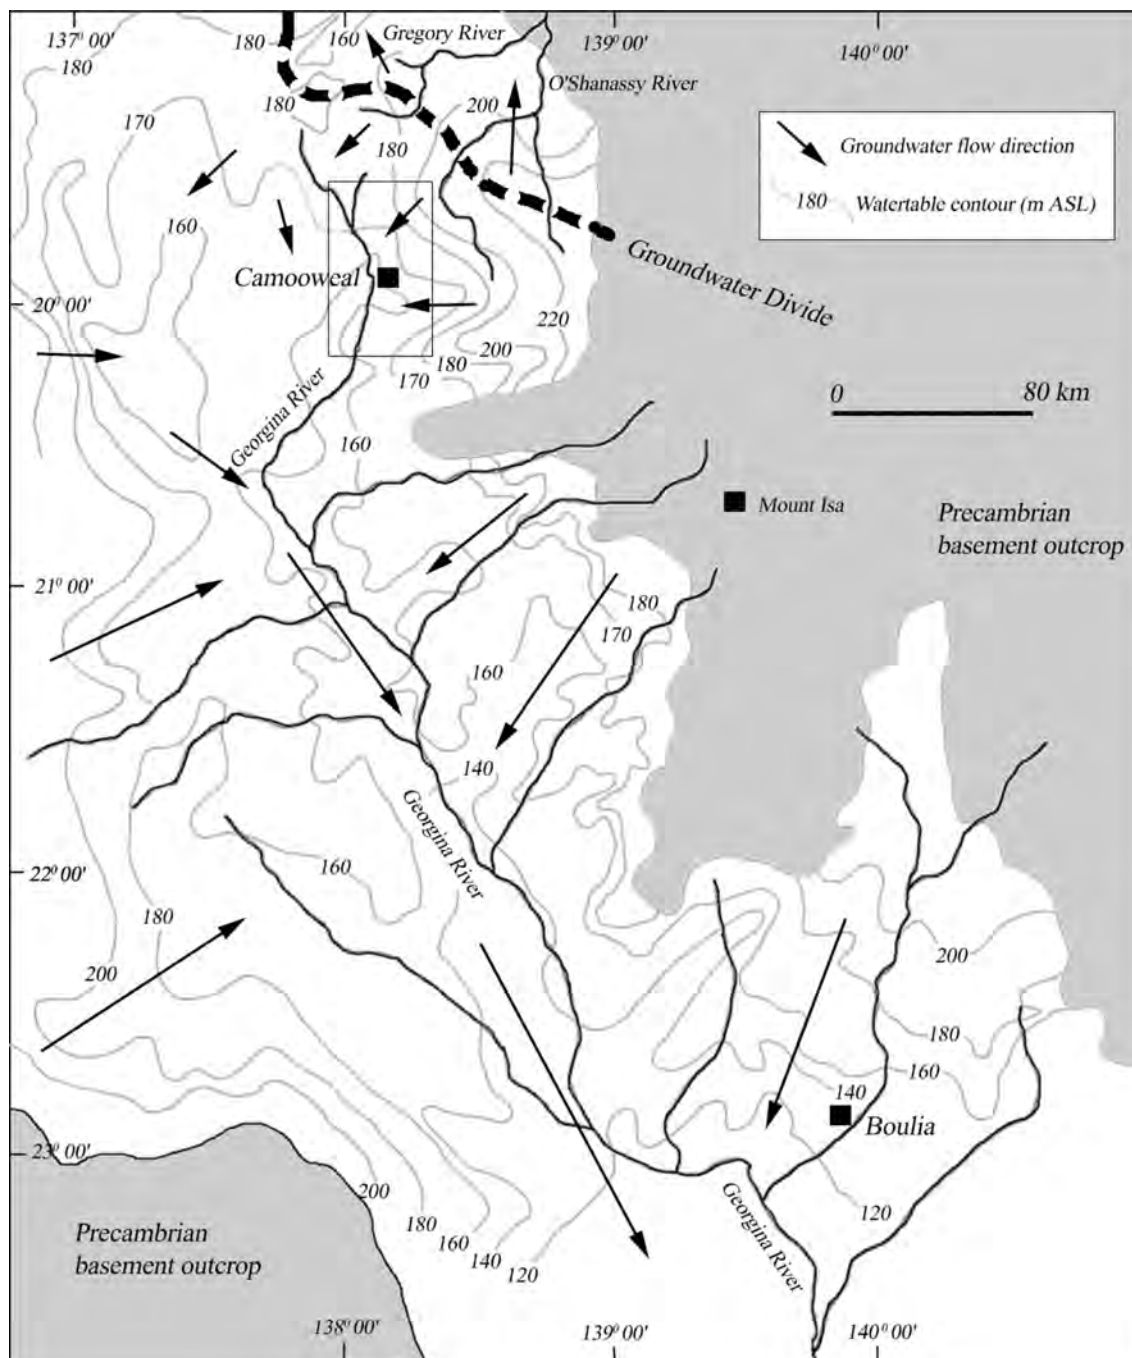 137° 00'
180
160
Gregory River
139° 00'
140° 00'
180
180
O'Shanassy River
170
200
180
160
Groundwater flow direction
180 Watertable contour (m ASL)
Camooweal
Groundwater Divide
20° 00'
220
200
180
170
0 80 km
Georgina River
160
Mount Isa
Precambrian
basement outcrop
21° 00'
180
170
160
140
Georgina River
22° 00'
160
180
200
200
180
160
140
Boulia
23° 00'
200
180
160
140
120
120
Georgina River
Precambrian
basement outcrop
138° 00'
139° 00'
140° 00'